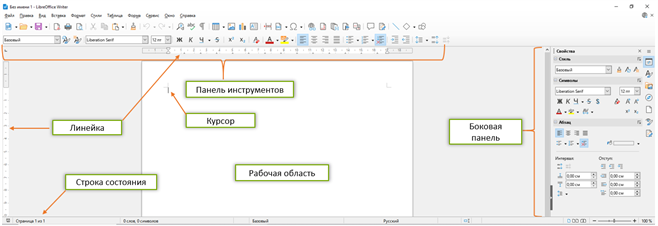 Без имени 1 - LibreOffice Writer
Файл Правка Вид Вставка Формат Стили Таблица Форма Сервис Окно Справка
Базовый Liberation Serif 12 пт
Панель инструментов
Курсор
Линейка
Рабочая область
Строка состояния
Боковая
панель
Свойства
Стиль
Базовый
Символы
Liberation Serif 12 пт
Абзац
Интервал: Отступ:
0,00 см 0,00 см
0,00 см 0,00 см
0,00 см
Страница 1 из 1 0 слов, 0 символов Базовый Русский 100 %